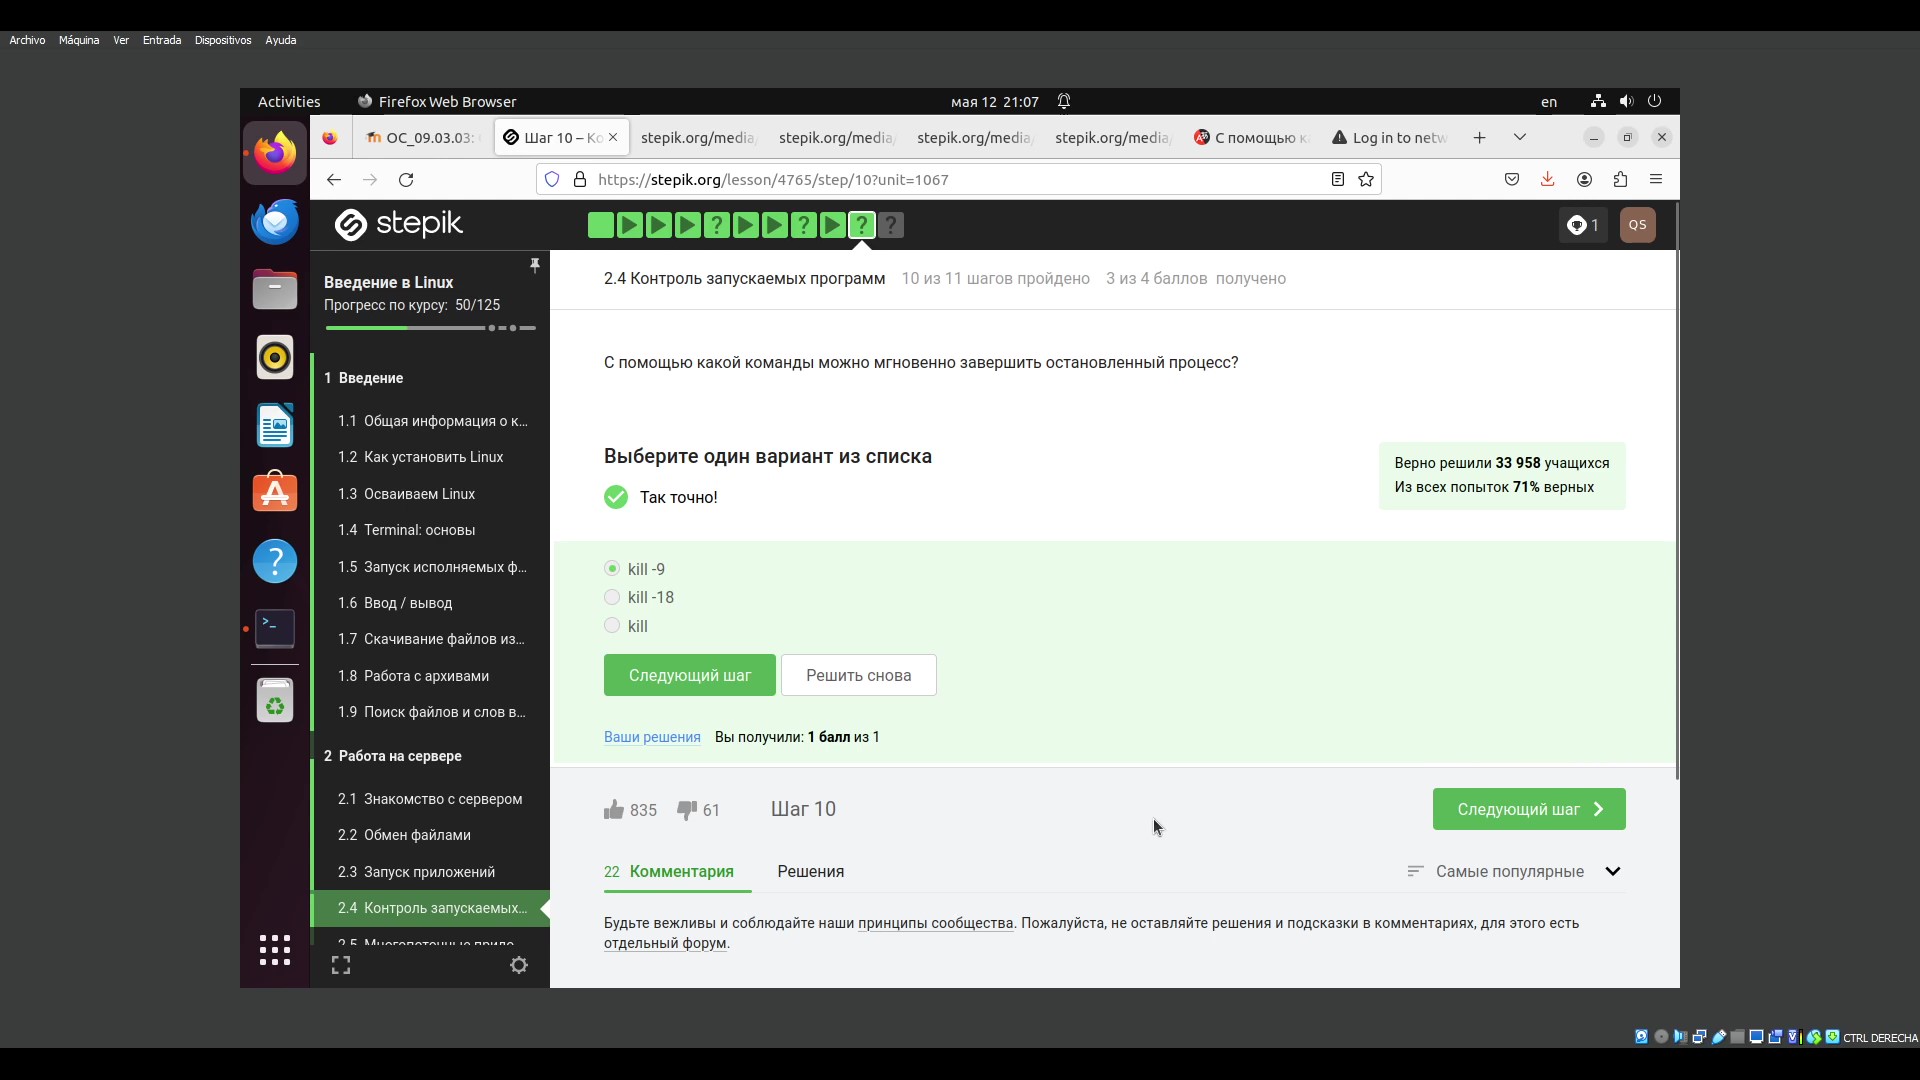 Archivo Máquina Ver Entrada Dispositivos Ayuda
Activities Firefox Web Browser мая 12 21:07 en
ОС_09.03.03: Шаг 10 – Ко stepik.org/media/ stepik.org/media/ stepik.org/media/ stepik.org/media/ С помощью ка Log in to netw
https://stepik.org/lesson/4765/step/10?unit=1067
stepik ? ? ? ? 1 QS
Введение в Linux
Прогресс по курсу: 50/125
1 Введение
1.1 Общая информация о к...
1.2 Как установить Linux
1.3 Осваиваем Linux
1.4 Terminal: основы
1.5 Запуск исполняемых ф...
1.6 Ввод / вывод
1.7 Скачивание файлов из...
1.8 Работа с архивами
1.9 Поиск файлов и слов в...
2 Работа на сервере
2.1 Знакомство с сервером
2.2 Обмен файлами
2.3 Запуск приложений
2.4 Контроль запускаемых...
2.5 Многопоточные прило...
2.4 Контроль запускаемых программ 10 из 11 шагов пройдено 3 из 4 баллов получено
С помощью какой команды можно мгновенно завершить остановленный процесс?
Выберите один вариант из списка
Так точно!
Верно решили 33 958 учащихся
Из всех попыток 71% верных
kill -9
kill -18
kill
Следующий шаг Решить снова
Ваши решения Вы получили: 1 балл из 1
835 61 Шаг 10 Следующий шаг
22 Комментария Решения Самые популярные
Будьте вежливы и соблюдайте наши принципы сообщества. Пожалуйста, не оставляйте решения и подсказки в комментариях, для этого есть
отдельный форум.
CTRL DERECHA